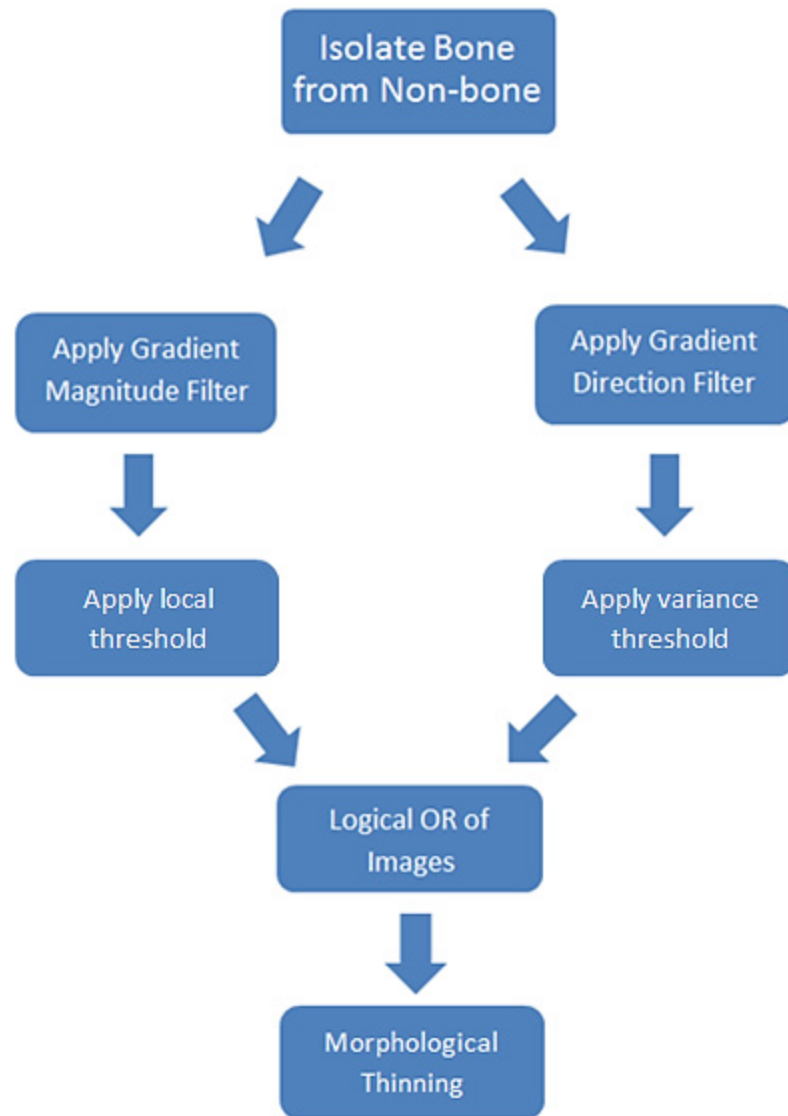 Isolate Bone
from Non-bone
Apply Gradient
Magnitude Filter
Apply Gradient
Direction Filter
Apply local
threshold
Apply variance
threshold
Logical OR of
Images
Morphological
Thinning